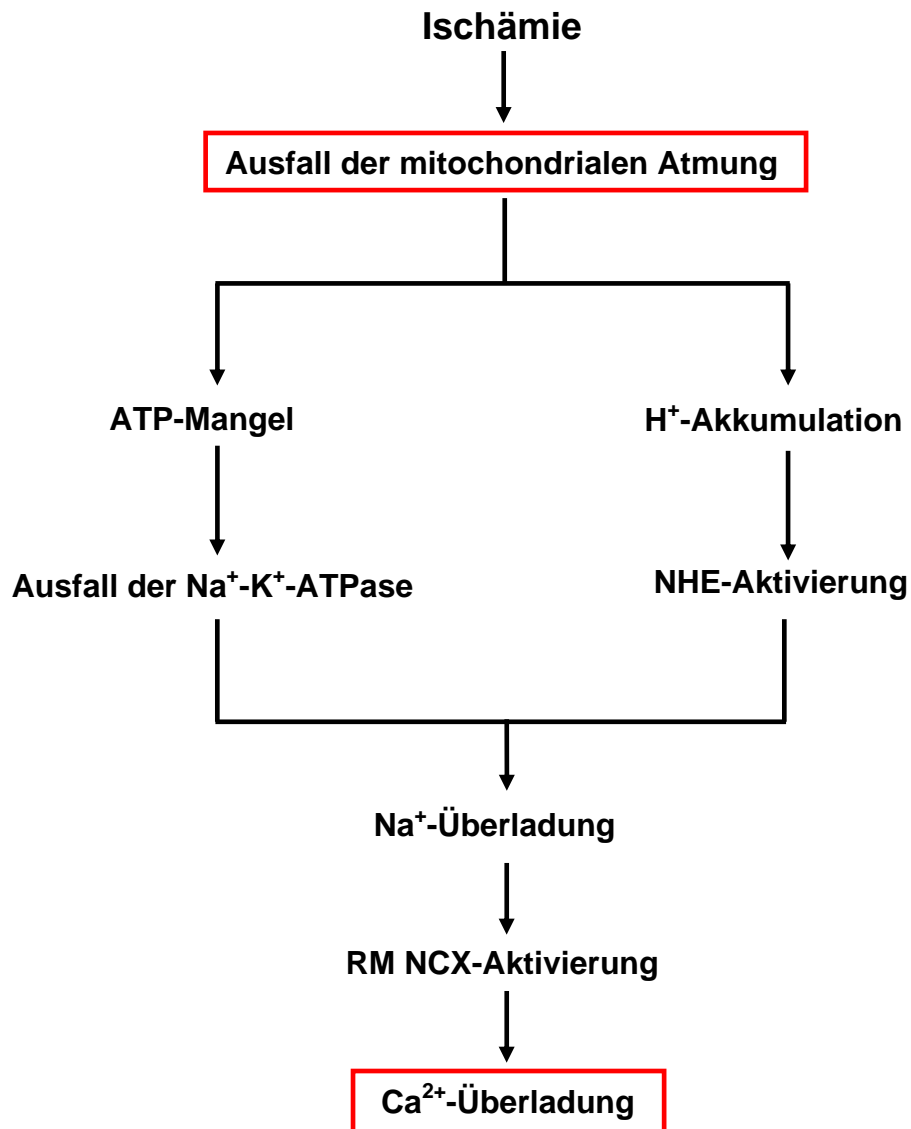 Ischämie
Ausfall der mitochondrialen Atmung
ATP-Mangel
H⁺-Akkumulation
Ausfall der Na⁺-K⁺-ATPase
NHE-Aktivierung
Na⁺-Überladung
RM NCX-Aktivierung
Ca²⁺-Überladung